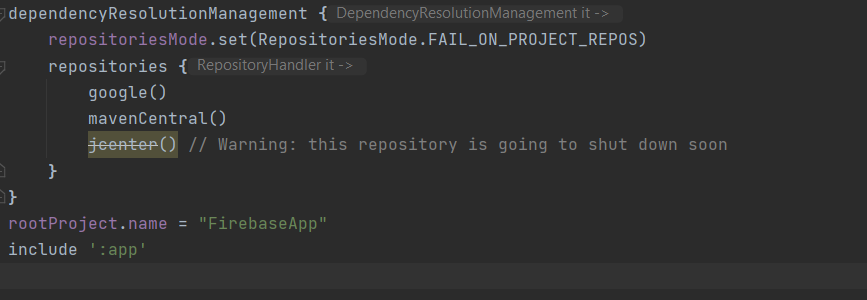 dependencyResolutionManagement { DependencyResolutionManagement it ->
repositoriesMode.set(RepositoriesMode.FAIL_ON_PROJECT_REPOS)
repositories { RepositoryHandler it ->
google()
mavenCentral()
jcenter() // Warning: this repository is going to shut down soon
}
}
rootProject.name = "FirebaseApp"
include ':app'